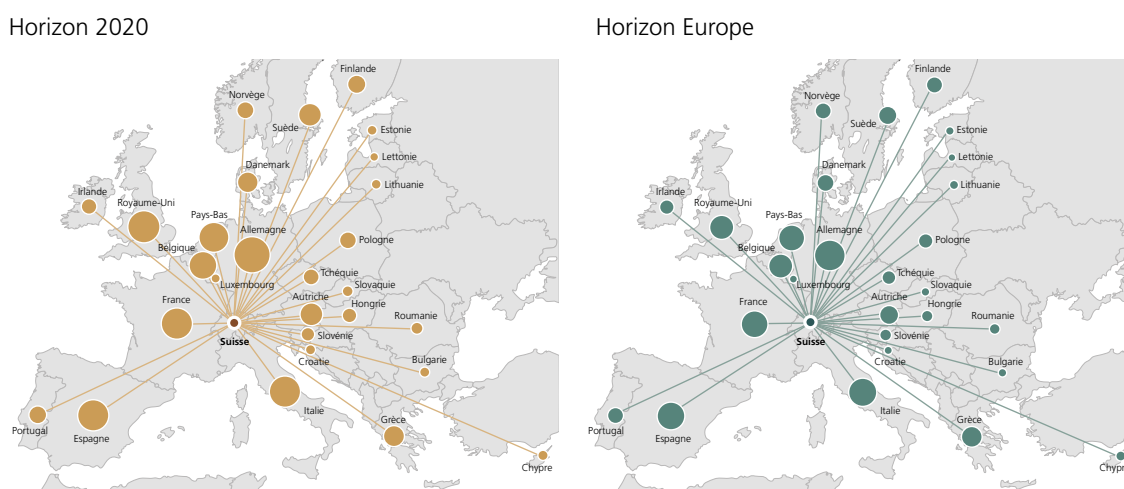 Horizon 2020
Horizon Europe
Finlande
Norvège
Suède
Estonie
Lettonie
Danemark
Lithuanie
Irlande
Royaume-Uni
Pays-Bas
Allemagne
Belgique
Pologne
Luxembourg
Tchéquie
Slovaquie
France
Autriche
Hongrie
Roumanie
Suisse
Slovénie
Croatie
Bulgarie
Italie
Portugal
Espagne
Grèce
Chypre
Finlande
Norvège
Suède
Estonie
Lettonie
Danemark
Lithuanie
Irlande
Royaume-Uni
Pays-Bas
Allemagne
Belgique
Pologne
Luxembourg
Tchéquie
Slovaquie
France
Autriche
Hongrie
Roumanie
Suisse
Slovénie
Croatie
Bulgarie
Italie
Portugal
Espagne
Grèce
Chypre